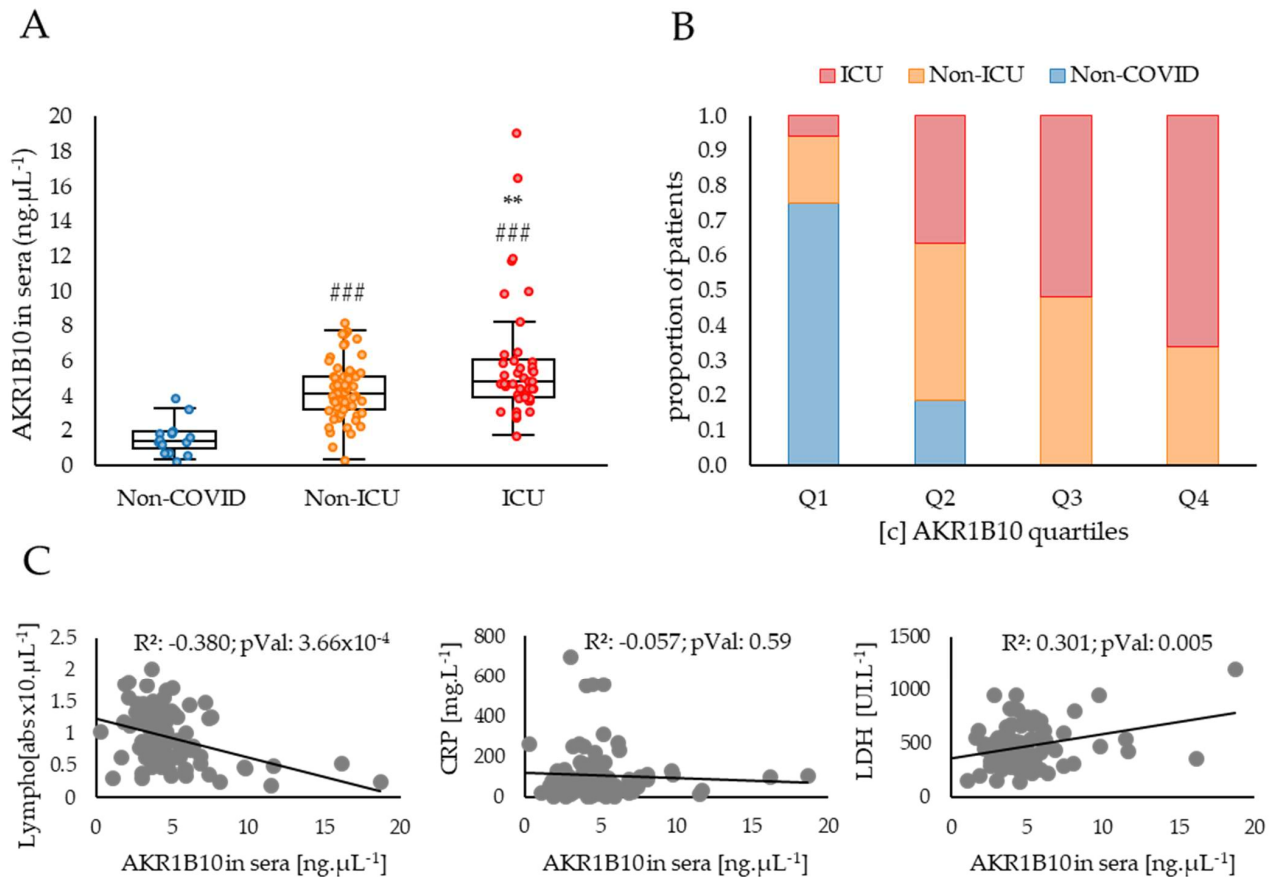 A
AKR1B10 in sera (ng.µL⁻¹)
20
18
16
14
12
10
8
6
4
2
0
###
**
###
Non-COVID
Non-ICU
ICU
B
ICU
Non-ICU
Non-COVID
proportion of patients
1.0
0.9
0.8
0.7
0.6
0.5
0.4
0.3
0.2
0.1
0.0
Q1
Q2
Q3
Q4
[c] AKR1B10 quartiles
C
Lympho[abs x10.µL⁻¹]
2.5
2
1.5
1
0.5
0
R²: -0.380; pVal: 3.66x10⁻⁴
0
5
10
15
20
AKR1B10 in sera [ng.µL⁻¹]
CRP [mg.L⁻¹]
800
600
400
200
0
R²: -0.057; pVal: 0.59
0
5
10
15
20
AKR1B10 in sera [ng.µL⁻¹]
LDH [UI.L⁻¹]
1500
1000
500
0
R²: 0.301; pVal: 0.005
0
5
10
15
20
AKR1B10 in sera [ng.µL⁻¹]